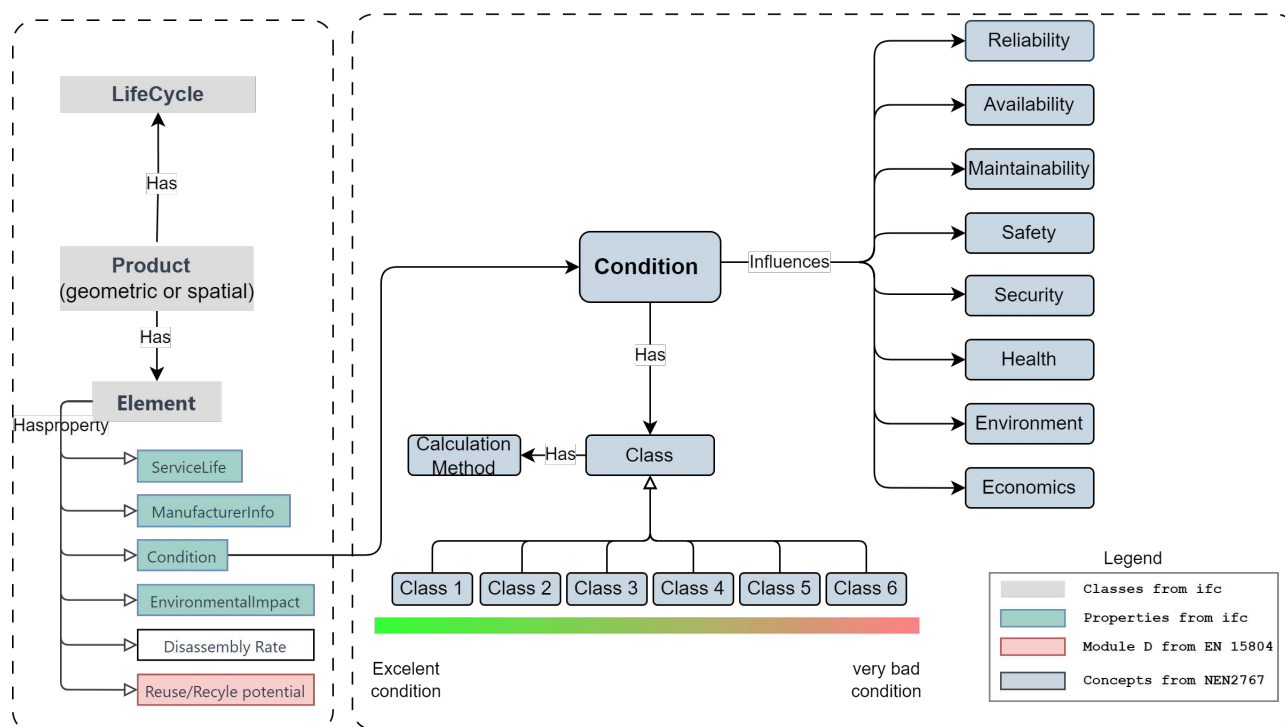 LifeCycle
Has
Product
(geometric or spatial)
Has
Element
Hasproperty
ServiceLife
ManufacturerInfo
Condition
EnvironmentalImpact
Disassembly Rate
Reuse/Recyle potential
Condition
Influences
Has
Calculation
Method
Has
Class
Class 1
Class 2
Class 3
Class 4
Class 5
Class 6
Excelent
condition
very bad
condition
Reliability
Availability
Maintainability
Safety
Security
Health
Environment
Economics
Legend
Classes from ifc
Properties from ifc
Module D from EN 15804
Concepts from NEN2767